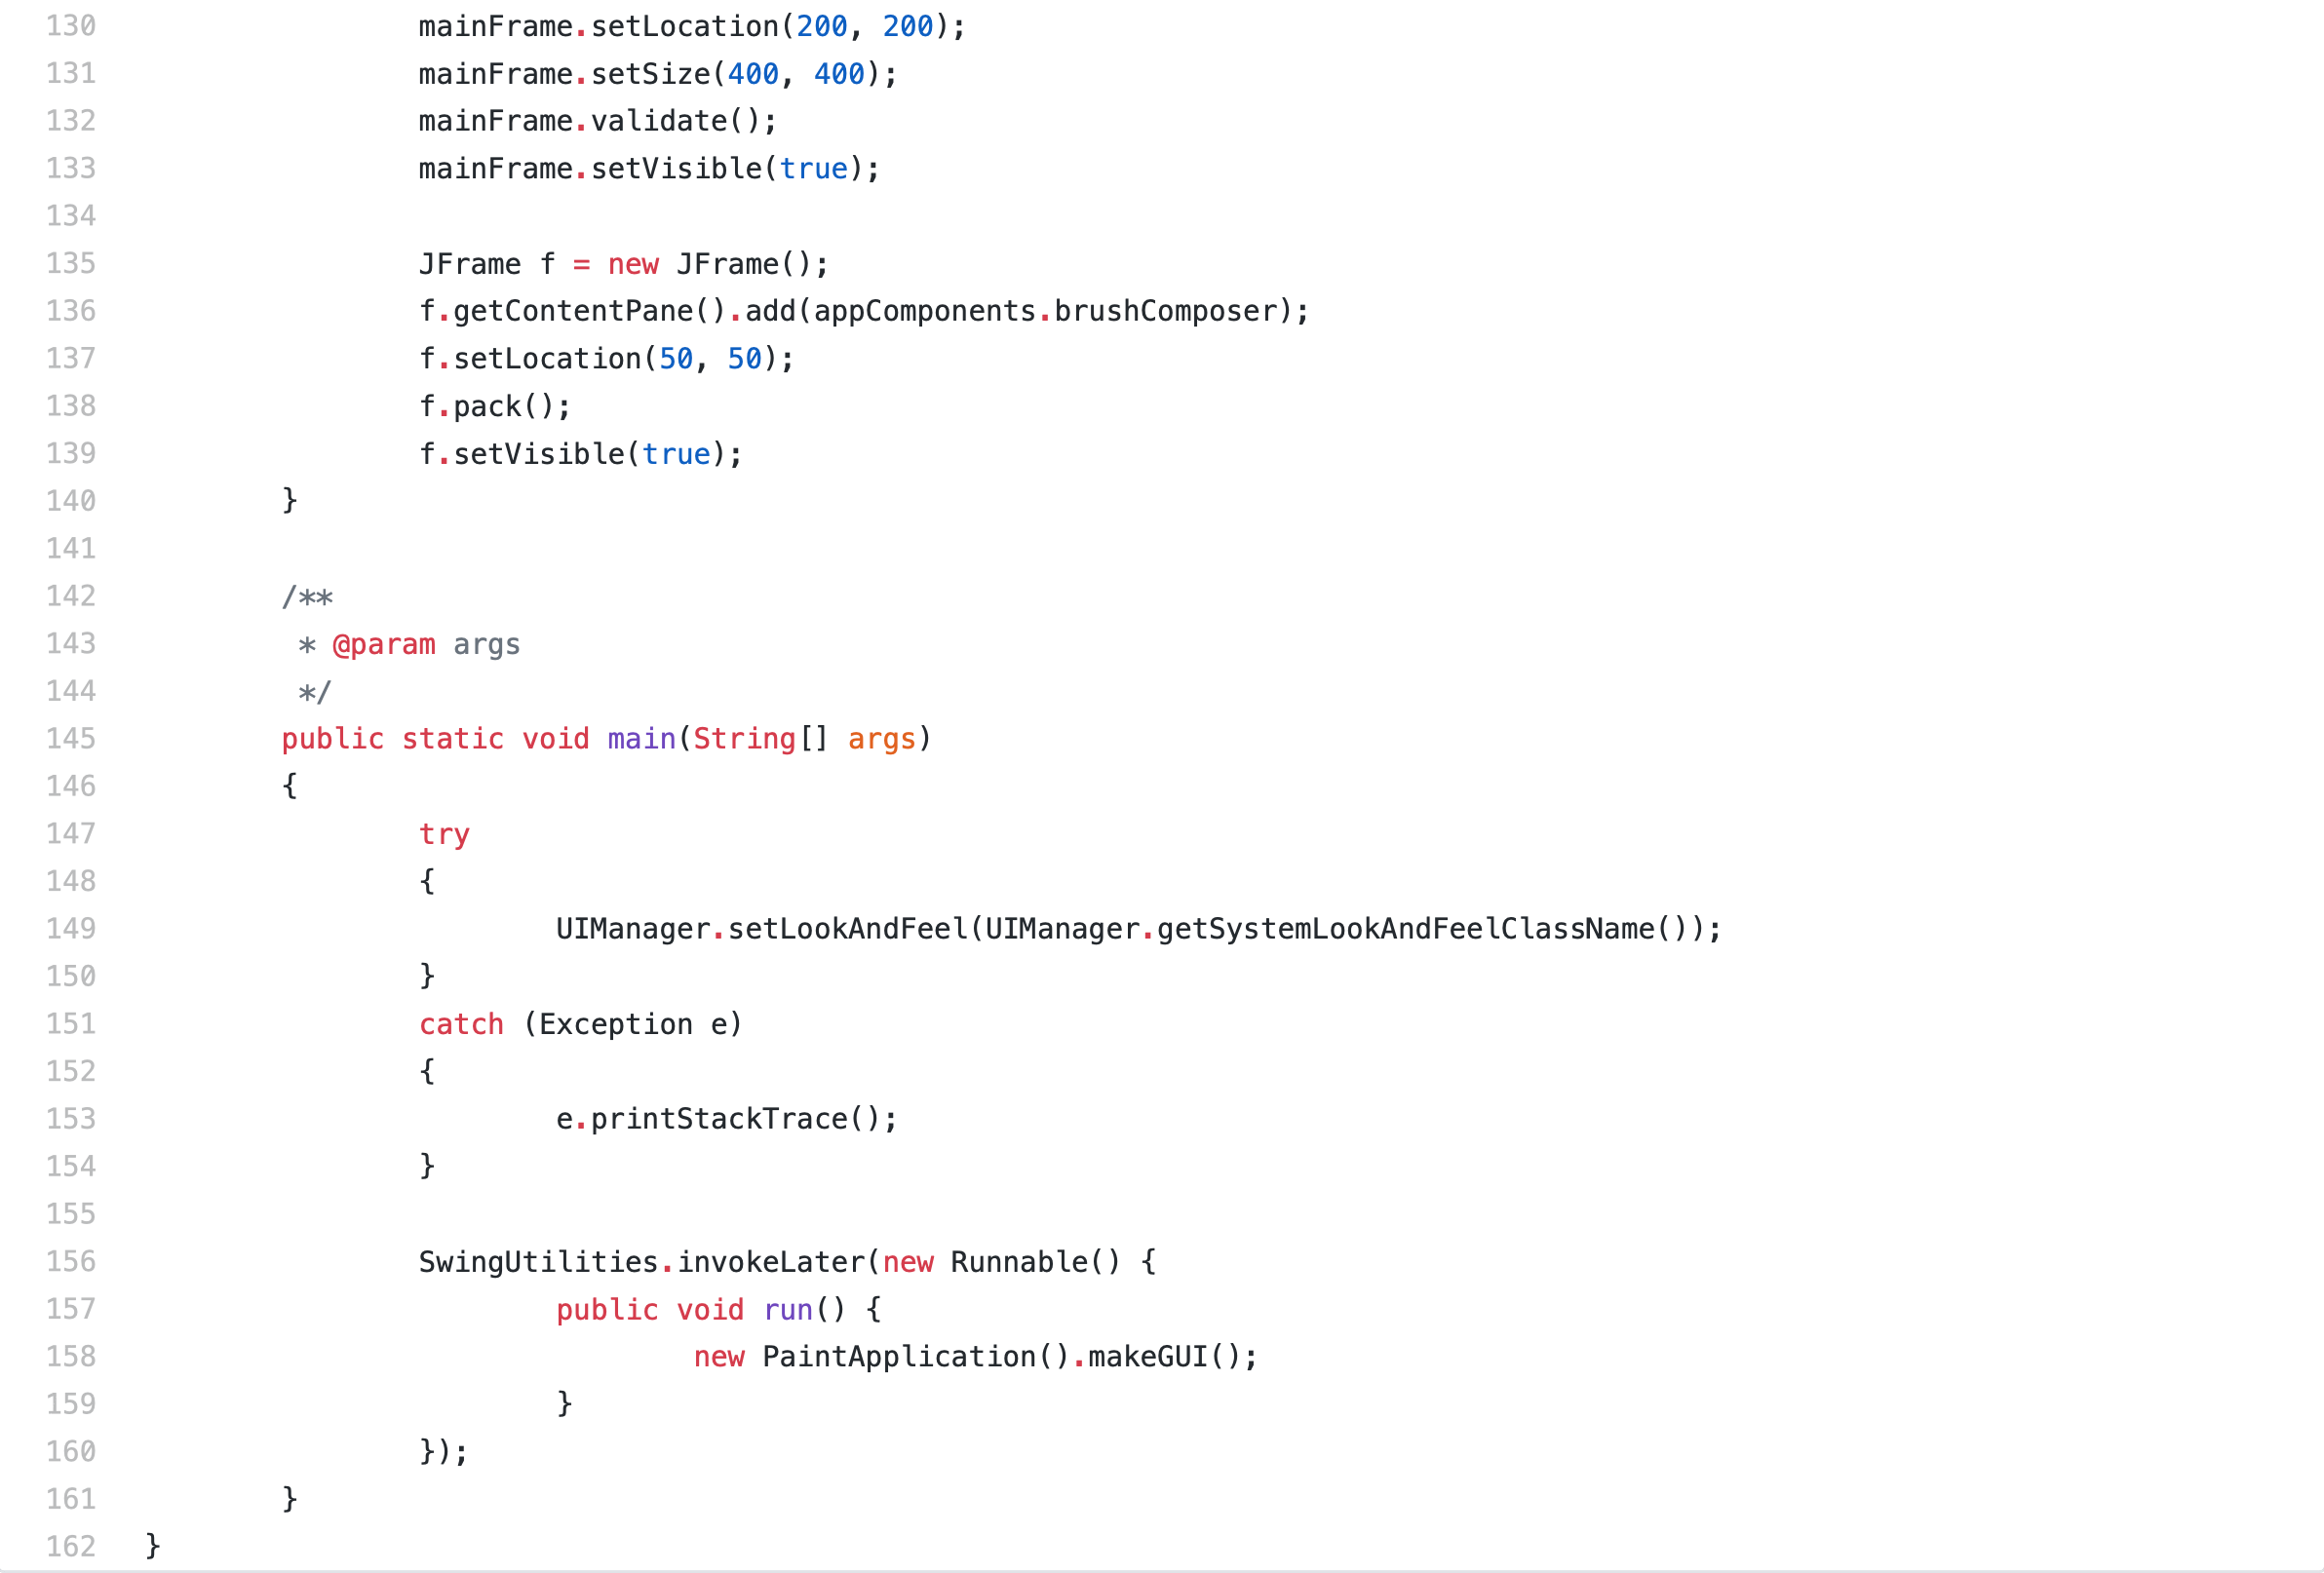 130 mainFrame.setLocation(200, 200);
131 mainFrame.setSize(400, 400);
132 mainFrame.validate();
133 mainFrame.setVisible(true);
134
135 JFrame f = new JFrame();
136 f.getContentPane().add(appComponents.brushComposer);
137 f.setLocation(50, 50);
138 f.pack();
139 f.setVisible(true);
140 }
141
142 /**
143 * @param args
144 */
145 public static void main(String[] args)
146 {
147 try
148 {
149 UIManager.setLookAndFeel(UIManager.getSystemLookAndFeelClassName());
150 }
151 catch (Exception e)
152 {
153 e.printStackTrace();
154 }
155
156 SwingUtilities.invokeLater(new Runnable() {
157 public void run() {
158 new PaintApplication().makeGUI();
159 }
160 });
161 }
162 }